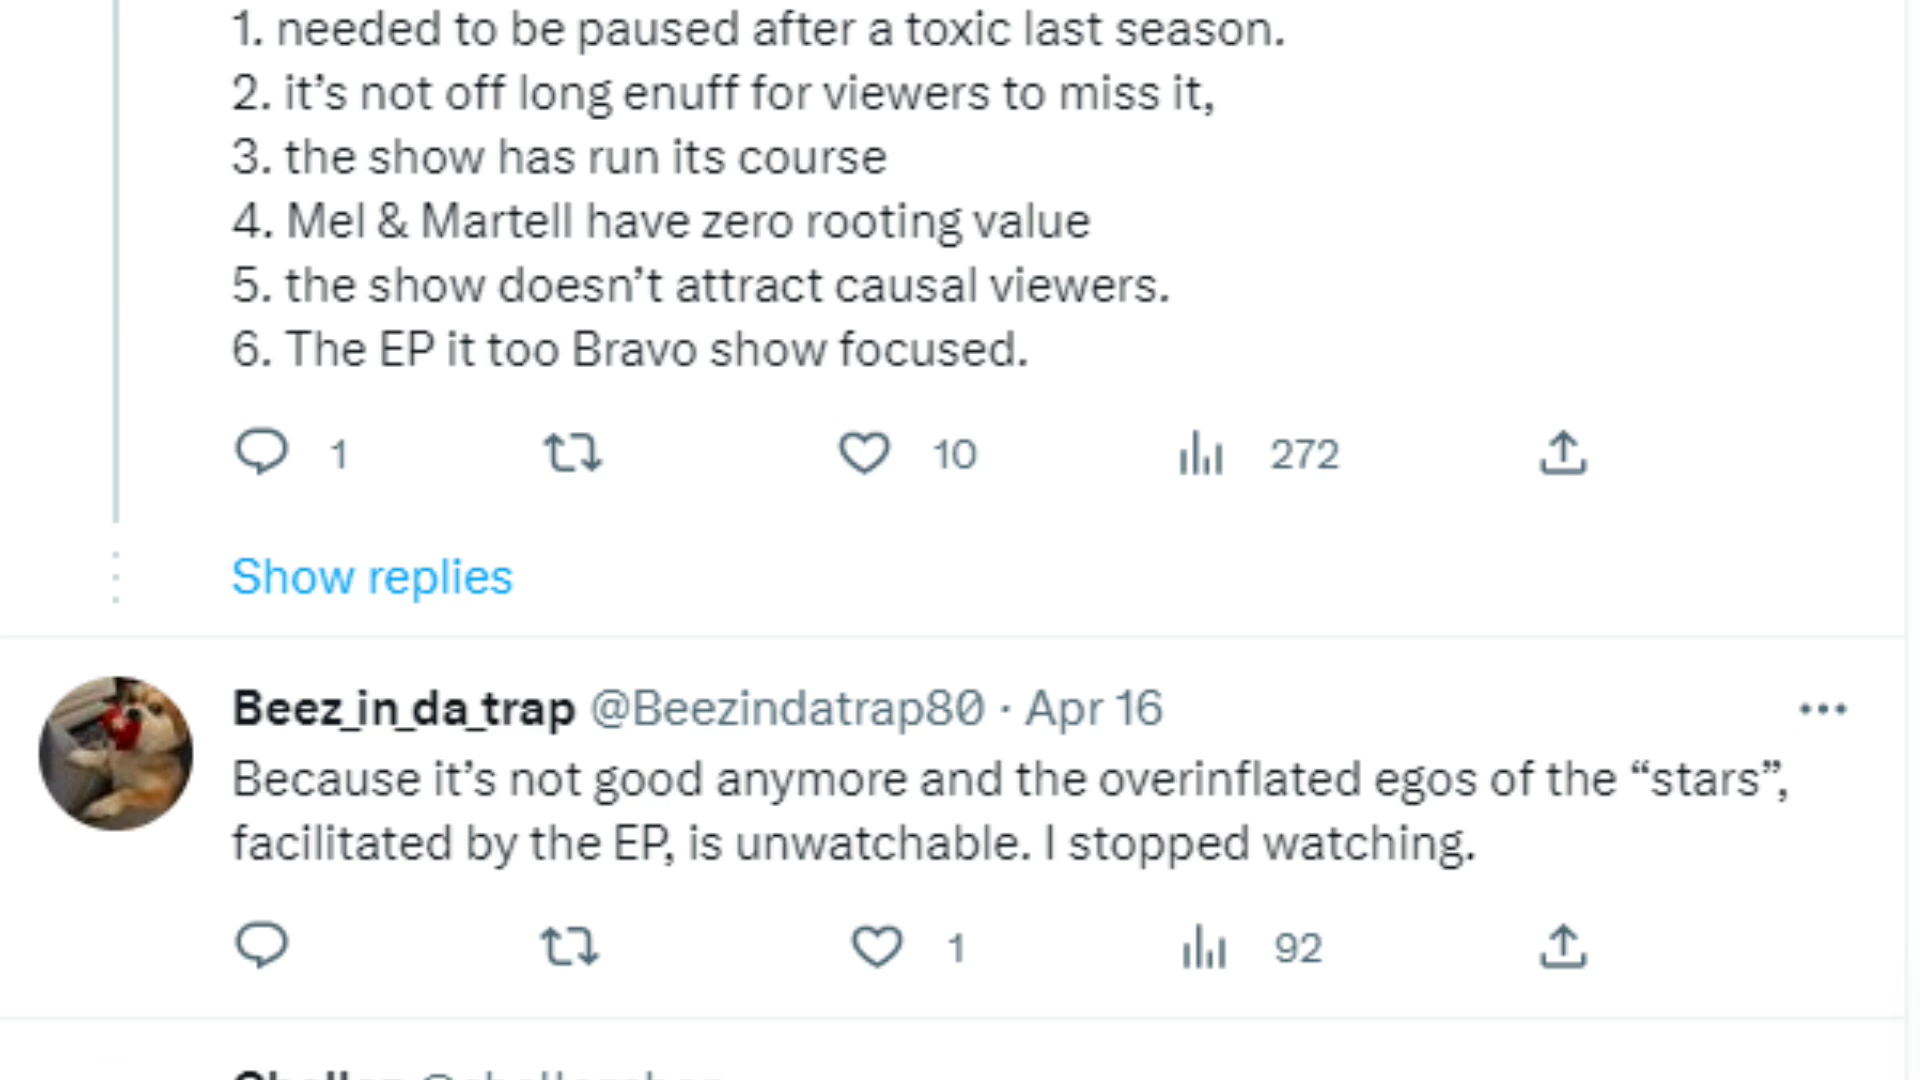 1. needed to be paused after a toxic last season.
2. it’s not off long enuff for viewers to miss it,
3. the show has run its course
4. Mel & Martell have zero rooting value
5. the show doesn’t attract causal viewers.
6. The EP it too Bravo show focused.
1 10 272
Show replies
Beez_in_da_trap @Beezindatrap80 · Apr 16
Because it’s not good anymore and the overinflated egos of the “stars”,
facilitated by the EP, is unwatchable. I stopped watching.
1 92